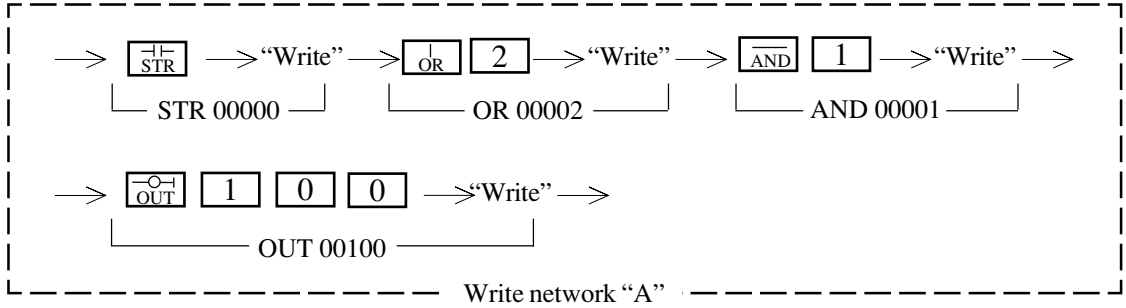 STR “Write” OR 2 “Write” AND 1 “Write”
STR 00000 OR 00002 AND 00001
OUT 1 0 0 “Write”
OUT 00100
Write network “A”